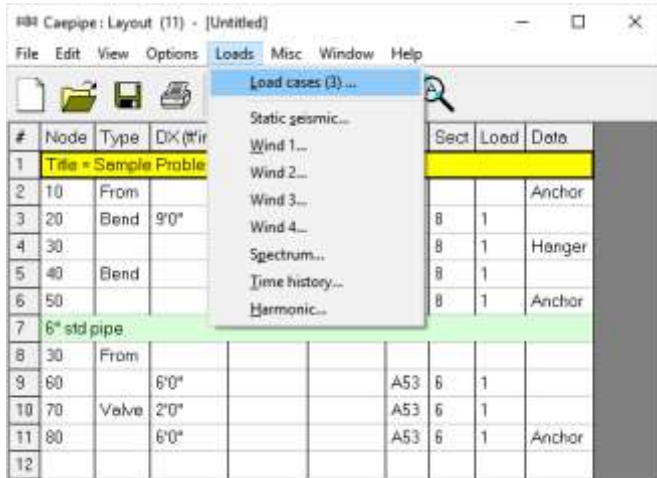 Caepipe : Layout (11) - [Untitled]
File Edit View Options Loads Misc Window Help
Load cases (3) ...
Static seismic...
Wind 1...
Wind 2...
Wind 3...
Wind 4...
Spectrum...
Time history...
Harmonic...
# Node Type DX (ft'in Sect Load Data
1 Title = Sample Proble
2 10 From Anchor
3 20 Bend 9'0" 8 1
4 30 8 1 Hanger
5 40 Bend 8 1
6 50 8 1 Anchor
7 6" std pipe
8 30 From
9 60 6'0" A53 6 1
10 70 Valve 2'0" A53 6 1
11 80 6'0" A53 6 1 Anchor
12